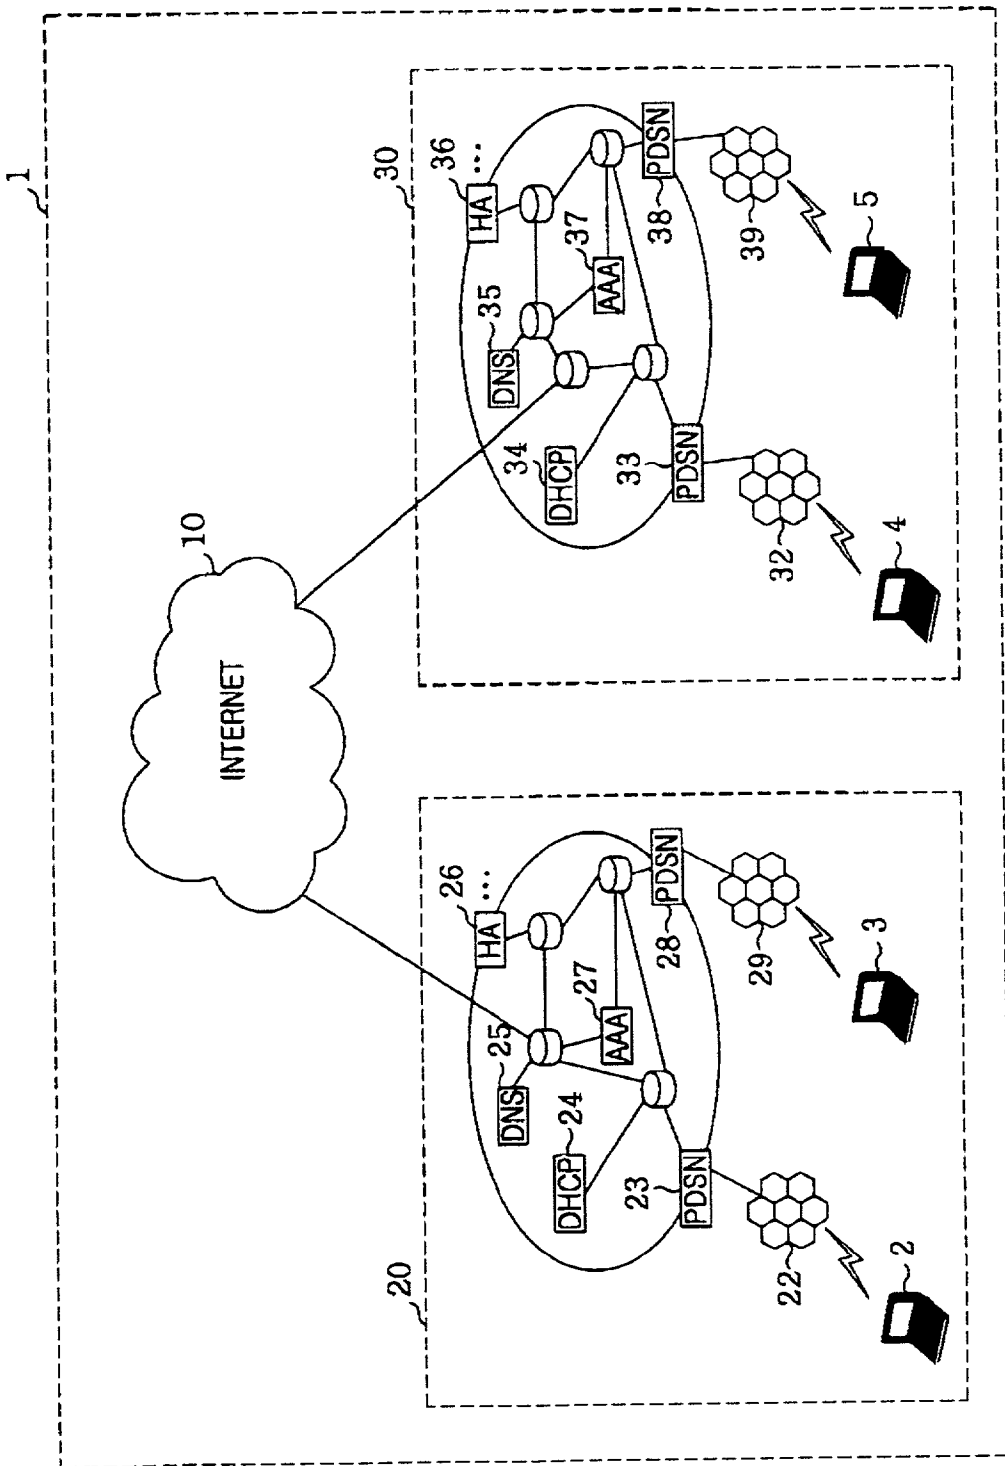 1
10
INTERNET
20
DNS 25
HA 26
...
DHCP 24
AAA 27
PDSN 23
PDSN 28
22
29
2
3
30
DNS 35
HA 36
...
DHCP 34
AAA 37
PDSN 33
PDSN 38
32
39
4
5